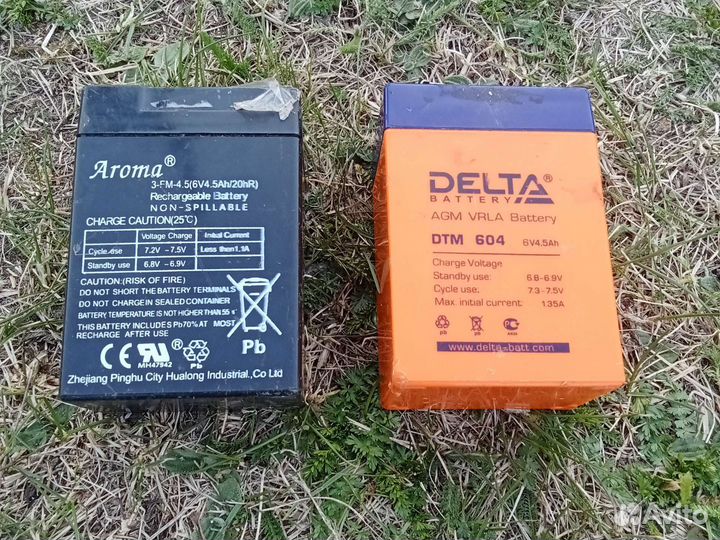 Aroma®
3-FM-4.5(6V4.5Ah/20hR)
Rechargeable Battery
NON-SPILLABLE
CHARGE CAUTION(25℃)
Voltage Charge Initial Current
Cycle use 7.2V－7.5V Less than1.1A
Standby use 6.8V－6.9V
CAUTION:(RISK OF FIRE)
DO NOT SHORT THE BATTERY TERMINALS
DO NOT CHARGE IN SEALED CONTAINER
BATTERY TEMPERATURE IS NOT HIGHER THAN 55
THIS BATTERY INCLUDES Pb70%AT MOST
RECHARGE AFTER USE
CE RU®
MH47942
Pb
Pb
Zhejiang Pinghu City Hualong Industrial.,Co Ltd
DELTA®
BATTERY
AGM VRLA Battery
DTM 604 6V4.5Ah
Charge Voltage
Standby use: 6.8-6.9V
Cycle use: 7.3-7.5V
Max. initial current: 1.35A
www.delta-batt.com
Avito